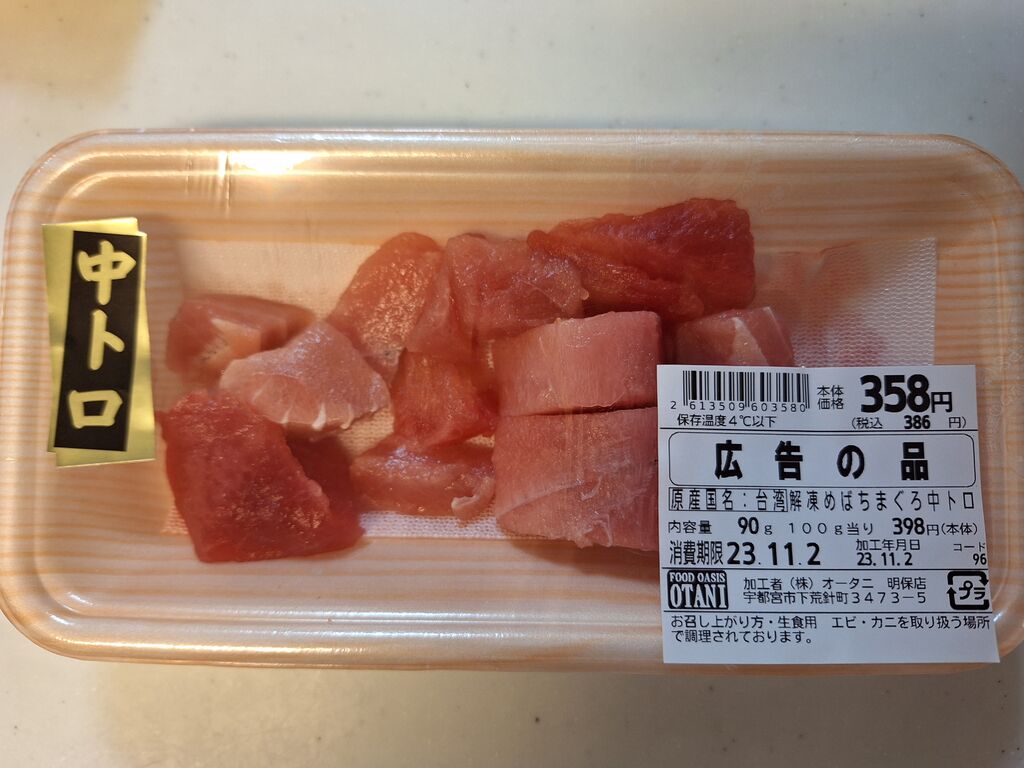 中トロ
2 613509 603580
本体価格 358円
保存温度4℃以下
(税込 386 円)
広告の品
原産国名:台湾解凍めばちまぐろ中トロ
内容量 90g 100g当り 398円(本体)
消費期限23.11.2
加工年月日
23.11.2
コード
96
FOOD OASIS
OTANI
加工者(株)オータニ 明保店
宇都宮市下荒針町3473-5
プラ
お召し上がり方・生食用 エビ・カニを取り扱う場所
で調理されております。